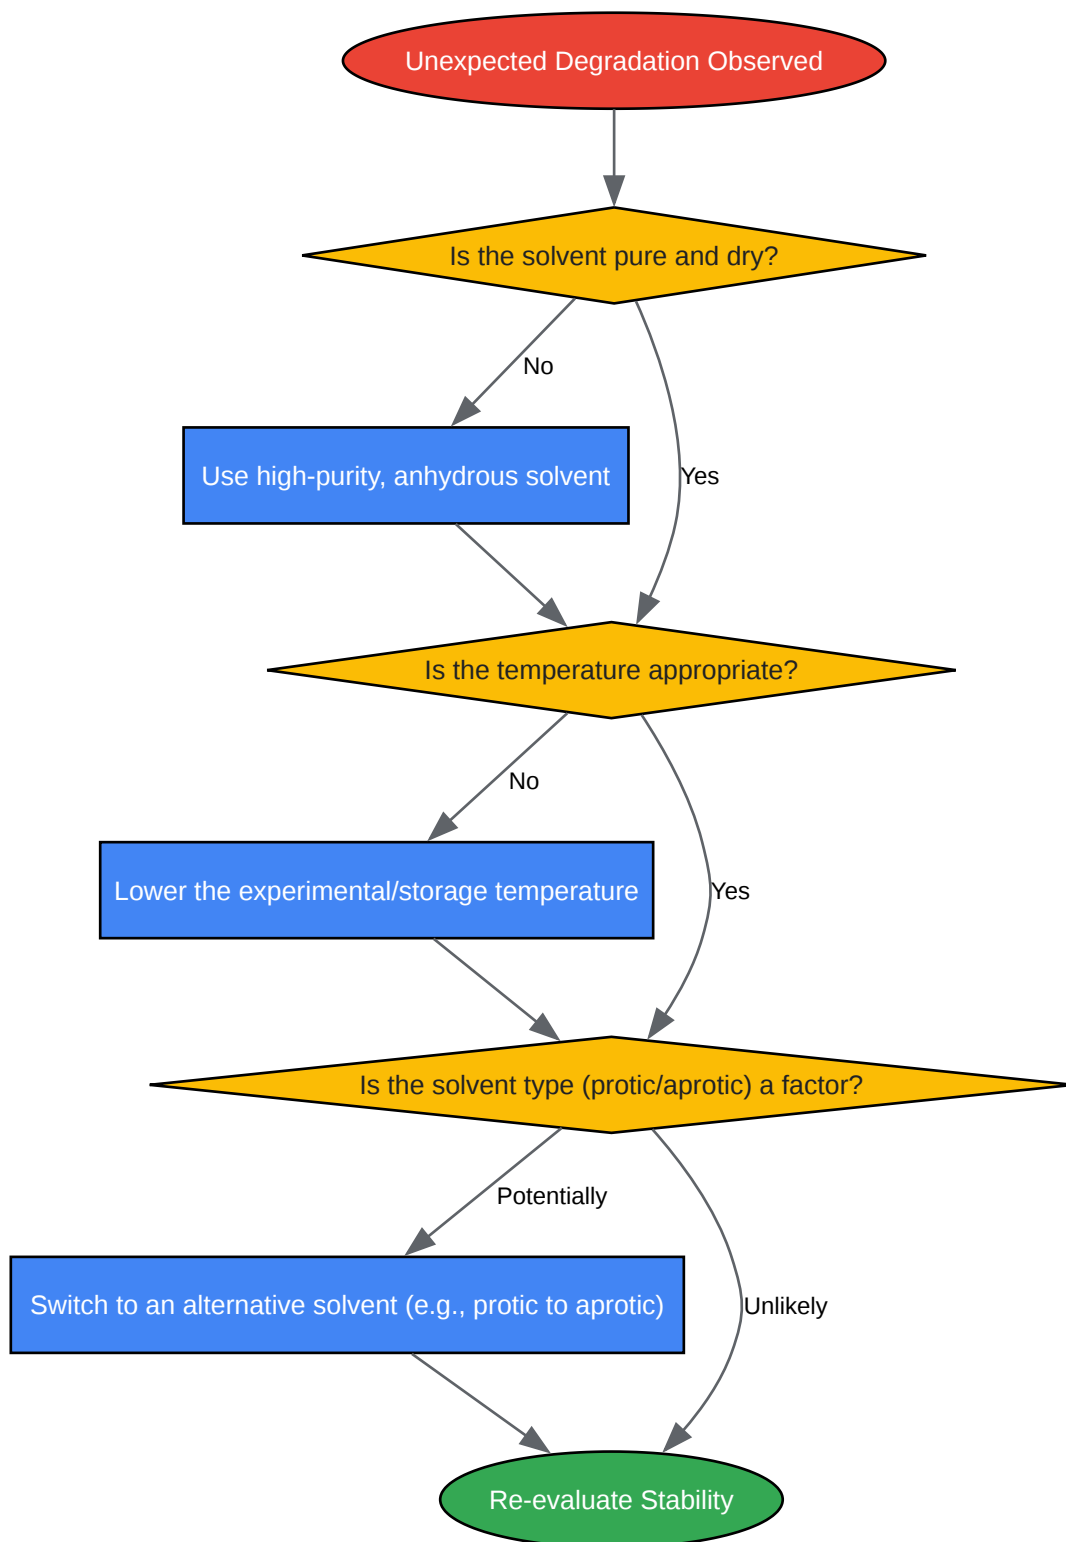 Unexpected Degradation Observed
Is the solvent pure and dry?
No
Use high-purity, anhydrous solvent
Yes
Is the temperature appropriate?
No
Lower the experimental/storage temperature
Yes
Is the solvent type (protic/aprotic) a factor?
Potentially
Switch to an alternative solvent (e.g., protic to aprotic)
Unlikely
Re-evaluate Stability